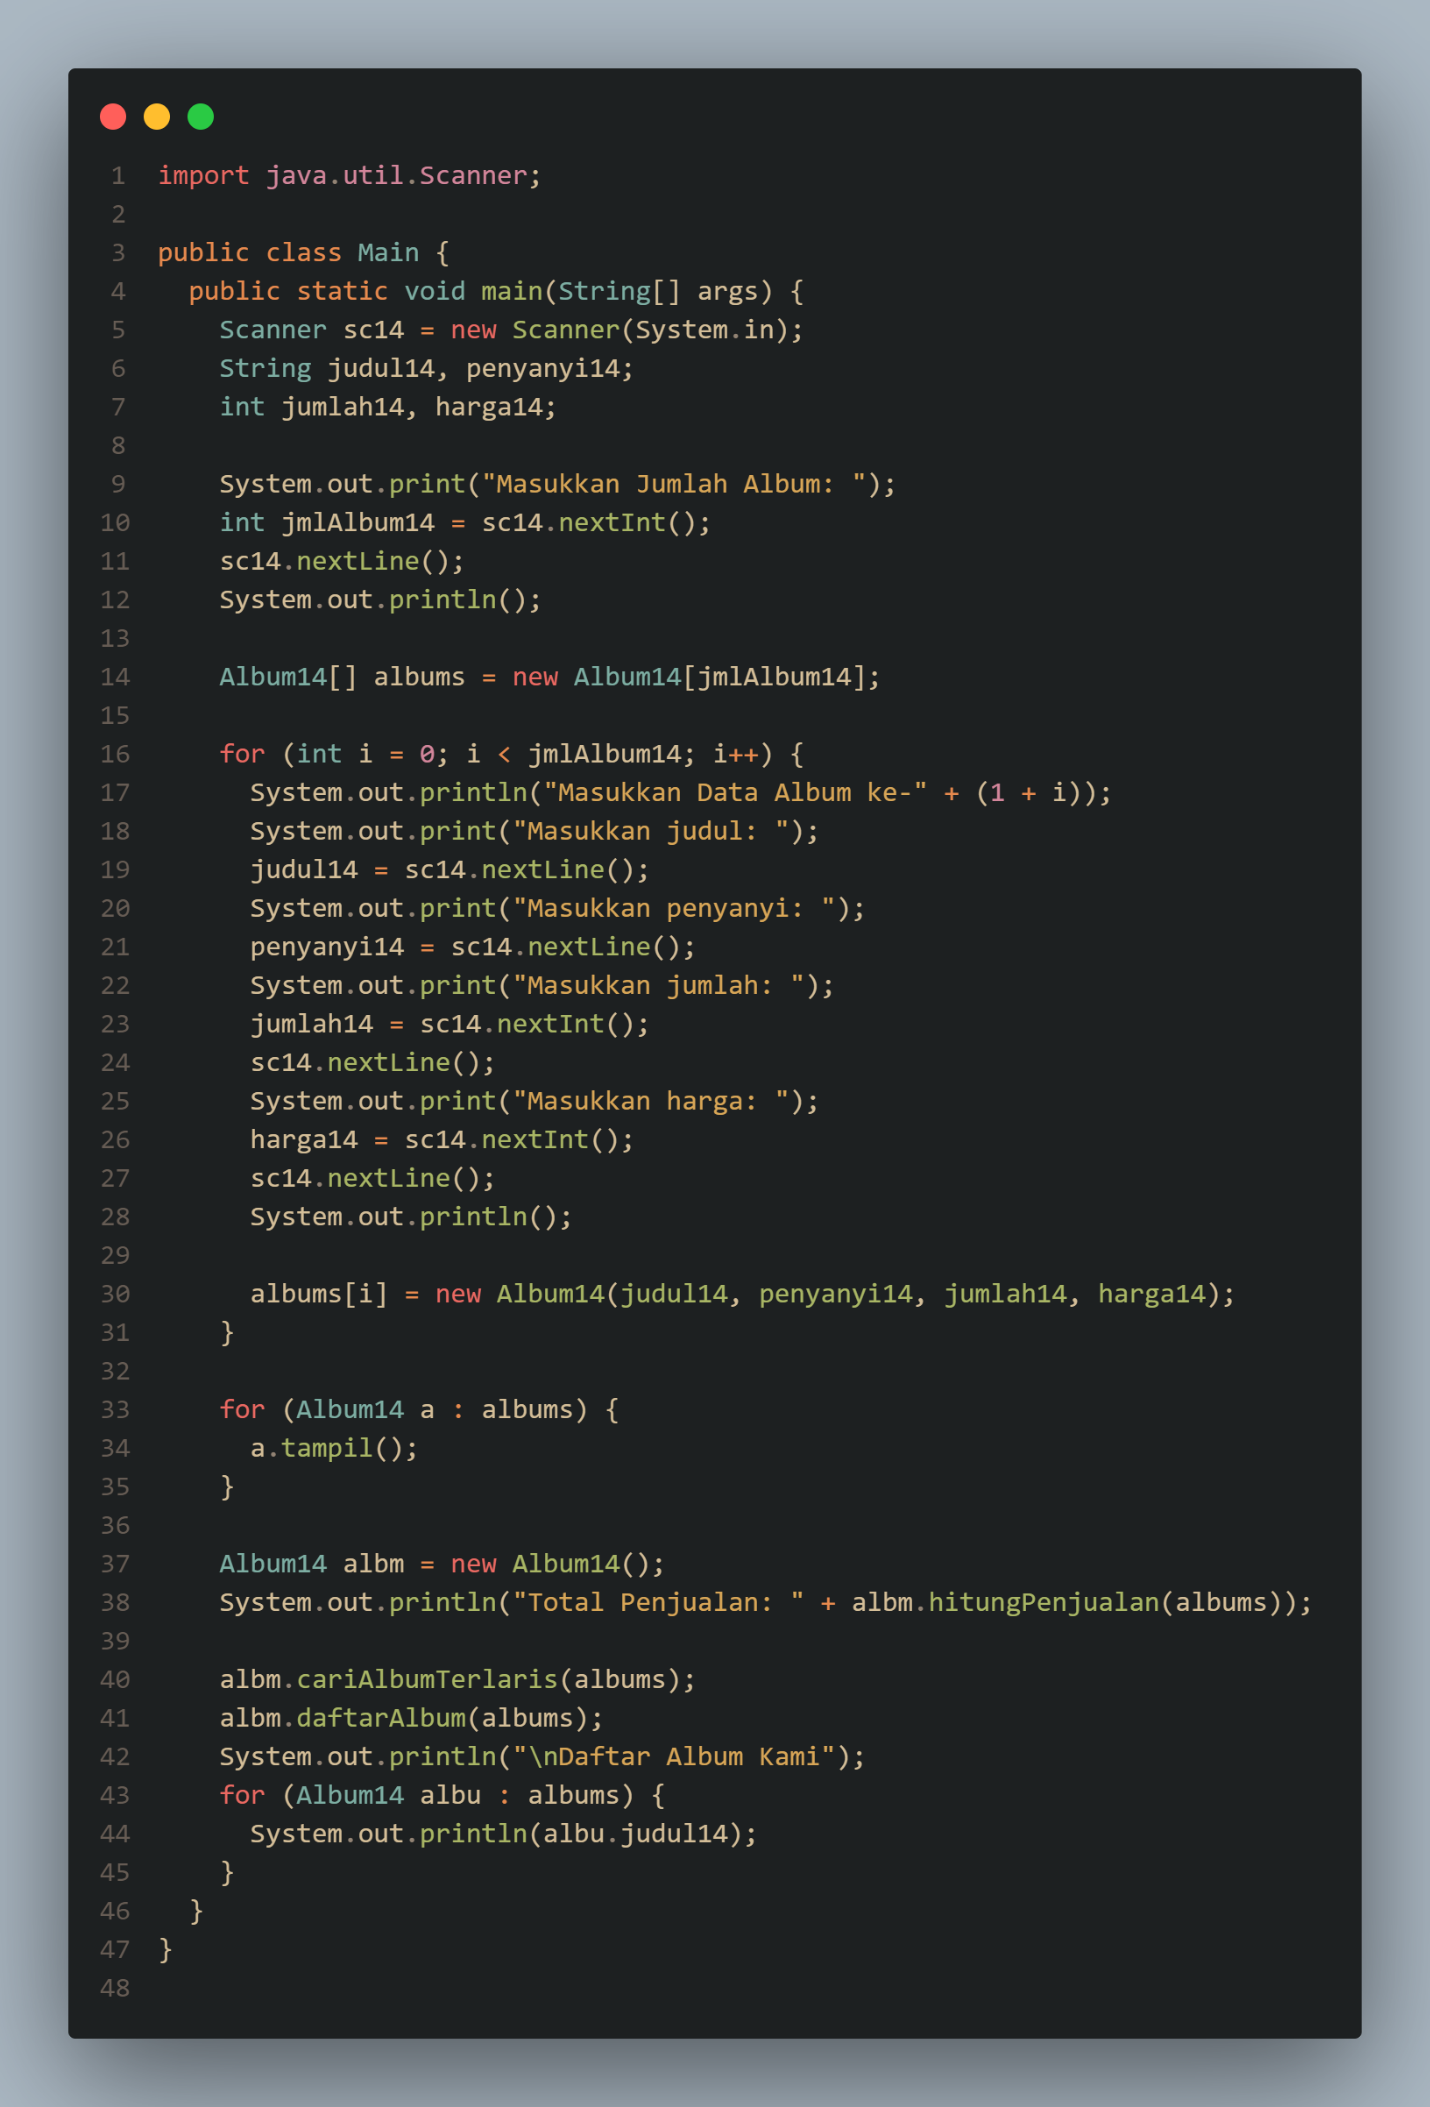 1 import java.util.Scanner;
2
3 public class Main {
4   public static void main(String[] args) {
5     Scanner sc14 = new Scanner(System.in);
6     String judul14, penyanyi14;
7     int jumlah14, harga14;
8
9     System.out.print("Masukkan Jumlah Album: ");
10     int jmlAlbum14 = sc14.nextInt();
11     sc14.nextLine();
12     System.out.println();
13
14     Album14[] albums = new Album14[jmlAlbum14];
15
16     for (int i = 0; i < jmlAlbum14; i++) {
17       System.out.println("Masukkan Data Album ke-" + (1 + i));
18       System.out.print("Masukkan judul: ");
19       judul14 = sc14.nextLine();
20       System.out.print("Masukkan penyanyi: ");
21       penyanyi14 = sc14.nextLine();
22       System.out.print("Masukkan jumlah: ");
23       jumlah14 = sc14.nextInt();
24       sc14.nextLine();
25       System.out.print("Masukkan harga: ");
26       harga14 = sc14.nextInt();
27       sc14.nextLine();
28       System.out.println();
29
30       albums[i] = new Album14(judul14, penyanyi14, jumlah14, harga14);
31     }
32
33     for (Album14 a : albums) {
34       a.tampil();
35     }
36
37     Album14 albm = new Album14();
38     System.out.println("Total Penjualan: " + albm.hitungPenjualan(albums));
39
40     albm.cariAlbumTerlaris(albums);
41     albm.daftarAlbum(albums);
42     System.out.println("\nDaftar Album Kami");
43     for (Album14 albu : albums) {
44       System.out.println(albu.judul14);
45     }
46   }
47 }
48